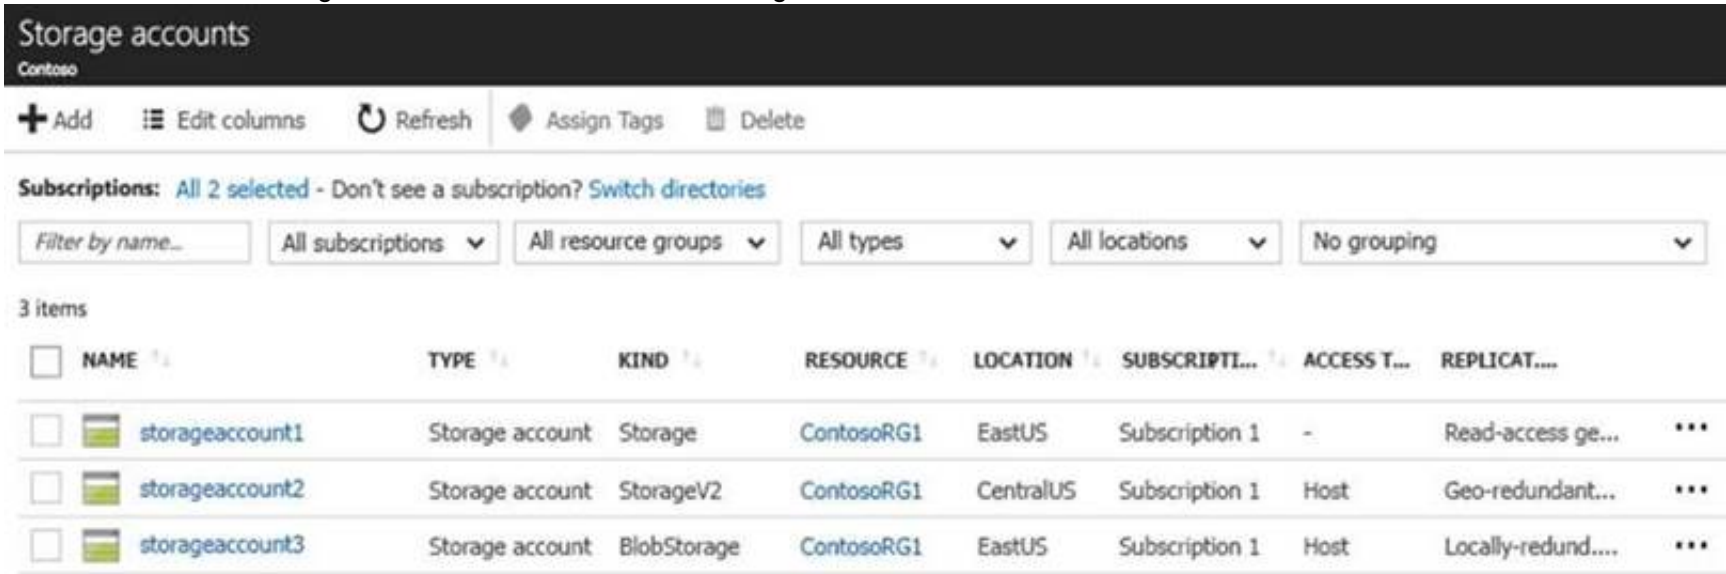 Storage accounts
Contoso
Add Edit columns Refresh Assign Tags Delete
Subscriptions: All 2 selected - Don't see a subscription? Switch directories
Filter by name... All subscriptions All resource groups All types All locations No grouping
3 items
NAME TYPE KIND RESOURCE LOCATION SUBSCRIPTI... ACCESS T... REPLICAT....
storageaccount1 Storage account Storage ContosoRG1 EastUS Subscription 1 - Read-access ge... ...
storageaccount2 Storage account StorageV2 ContosoRG1 CentralUS Subscription 1 Host Geo-redundant... ...
storageaccount3 Storage account BlobStorage ContosoRG1 EastUS Subscription 1 Host Locally-redund.... ...